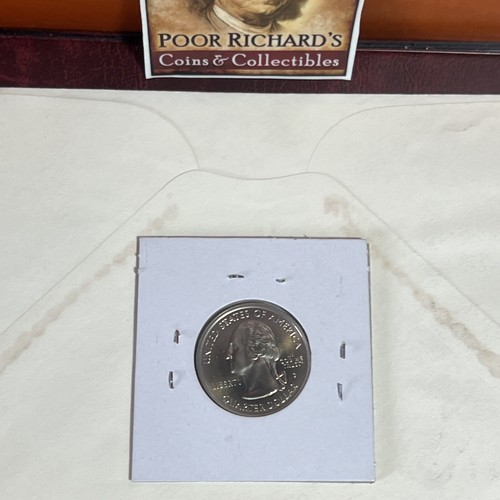 POOR RICHARD'S
Coins & Collectibles
UNITED STATES OF AMERICA
LIBERTY
IN GOD
WE TRUST
QUARTER DOLLAR